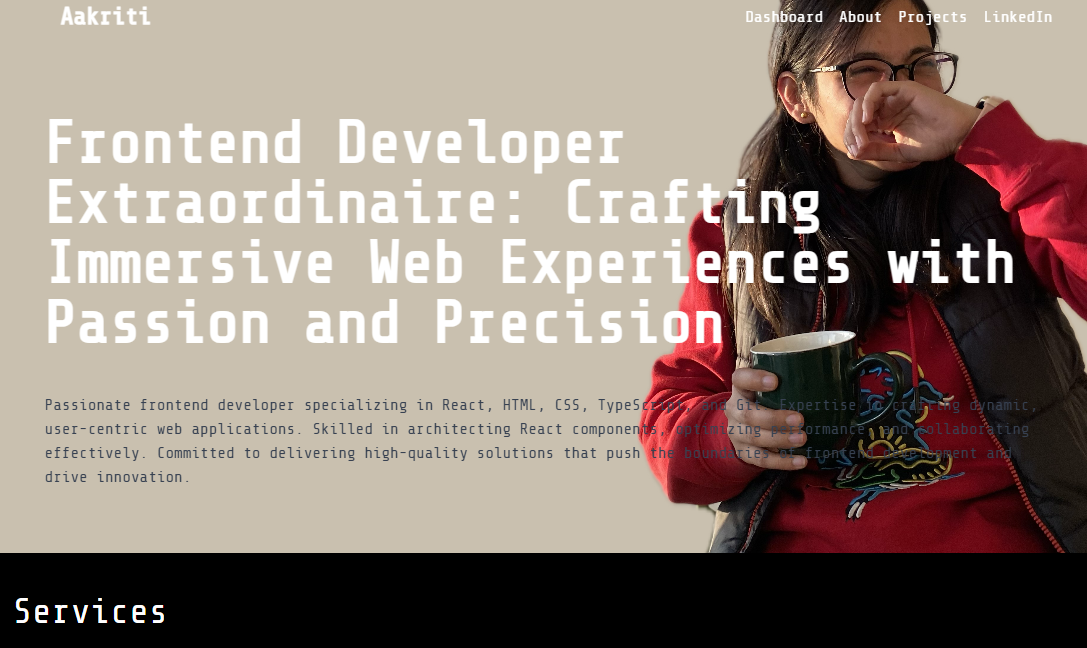 Aakriti
Dashboard About Projects LinkedIn
Frontend Developer
Extraordinaire: Crafting
Immersive Web Experiences with
Passion and Precision
Passionate frontend developer specializing in React, HTML, CSS, TypeScript, and Git. Expertise in crafting dynamic,
user-centric web applications. Skilled in architecting React components, optimizing performance, and collaborating
effectively. Committed to delivering high-quality solutions that push the boundaries of frontend development and
drive innovation.
Services